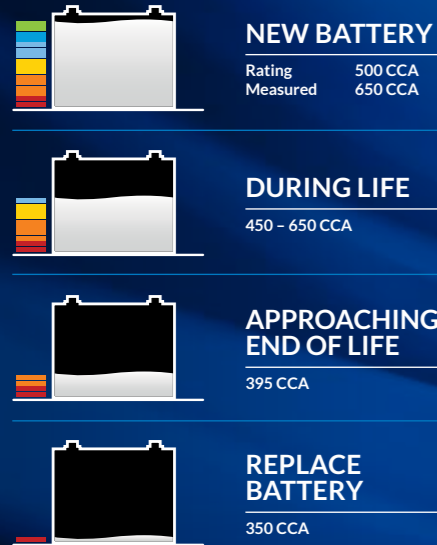 NEW BATTERY
Rating 500 CCA
Measured 650 CCA
DURING LIFE
450 – 650 CCA
APPROACHING
END OF LIFE
395 CCA
REPLACE
BATTERY
350 CCA